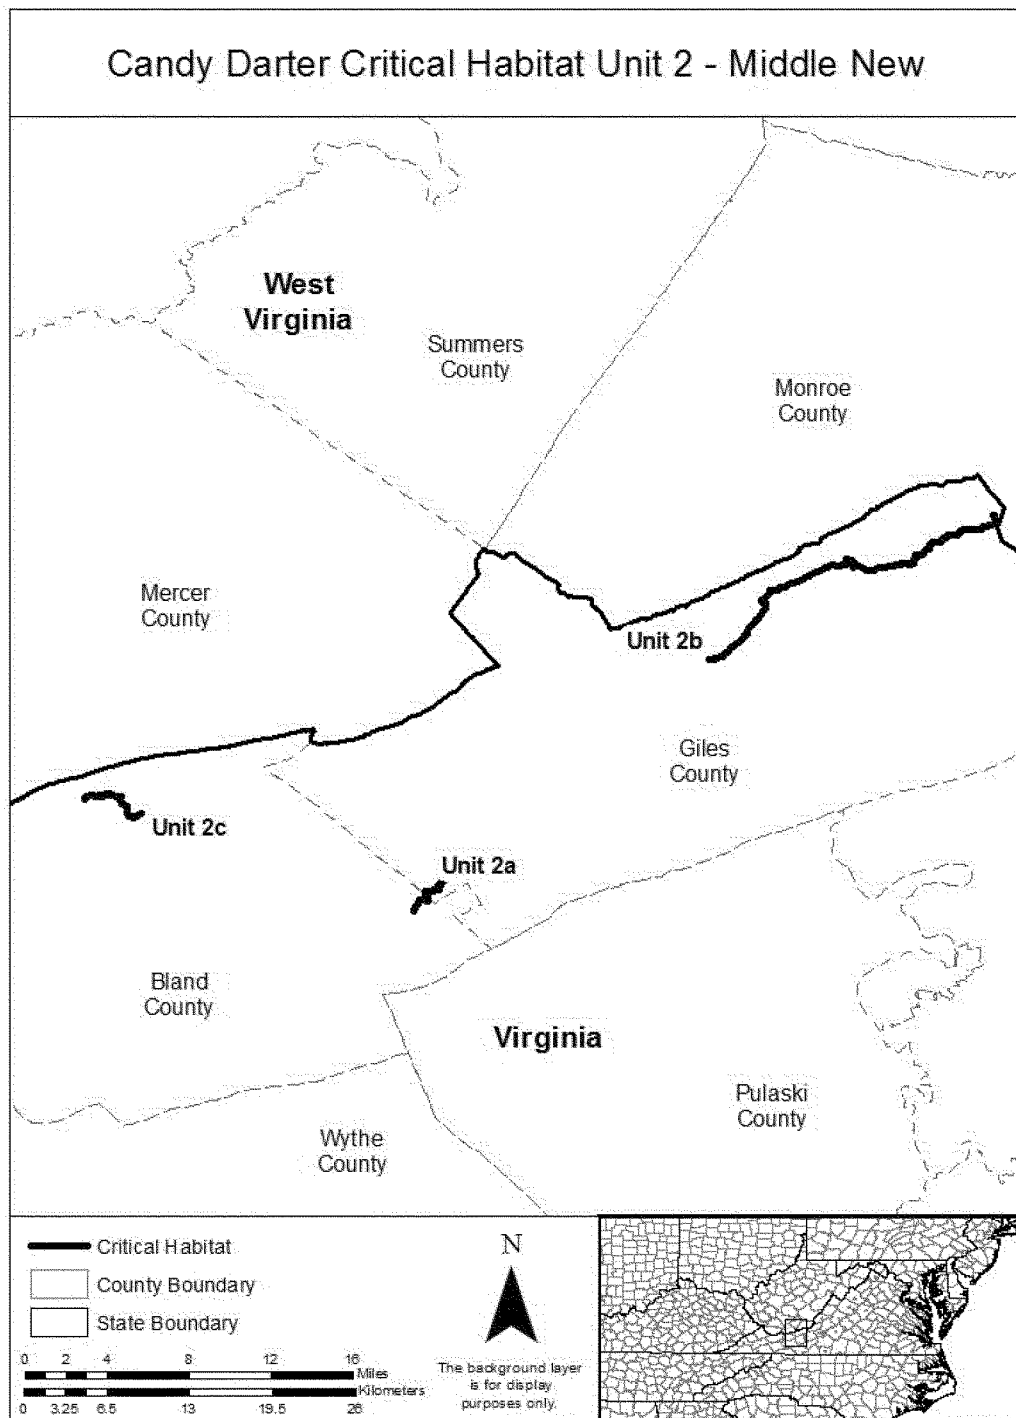 Candy Darter Critical Habitat Unit 2 - Middle New
West
Virginia
Summers
County
Monroe
County
Mercer
County
Unit 2b
Giles
County
Unit 2c
Unit 2a
Bland
County
Virginia
Pulaski
County
Wythe
County
Critical Habitat
County Boundary
State Boundary
N
0 2 4 8 12 16
Miles
Kilometers
0 3.25 6.5 13 19.5 26
The background layer
is for display
purposes only.